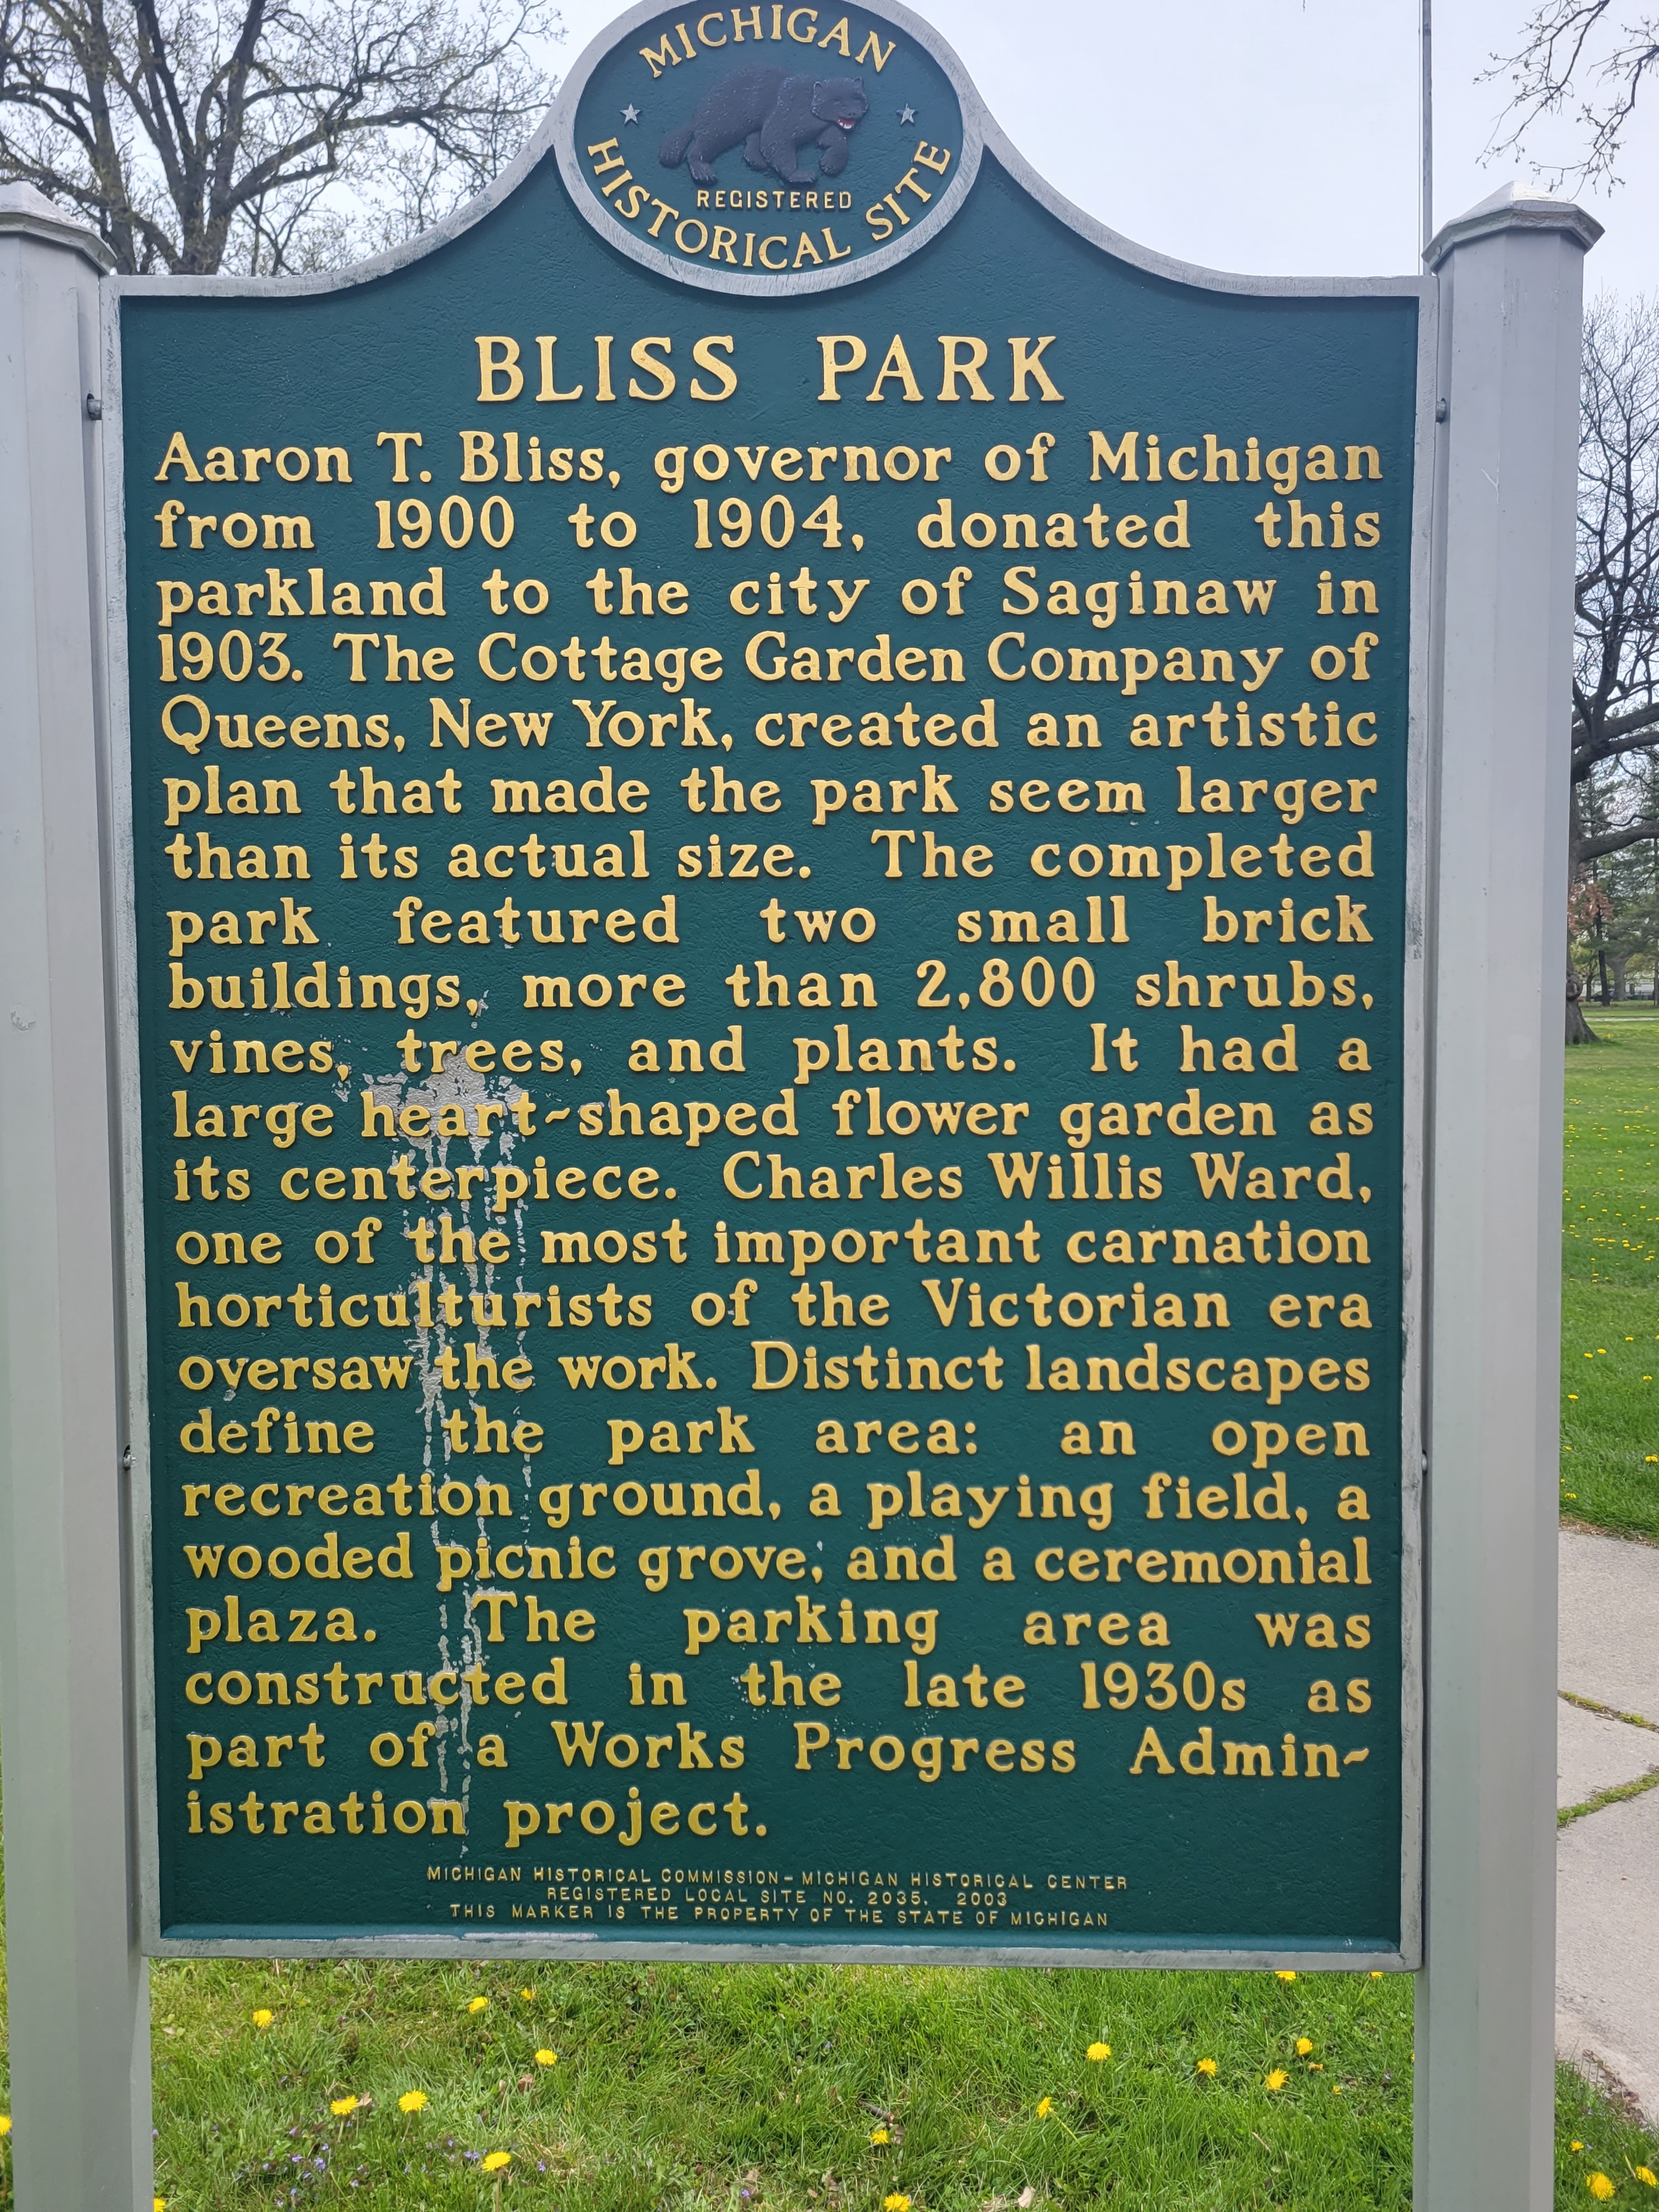 MICHIGAN
REGISTERED
HISTORICAL SITE
BLISS PARK
Aaron T. Bliss, governor of Michigan
from 1900 to 1904, donated this
parkland to the city of Saginaw in
1903. The Cottage Garden Company of
Queens, New York, created an artistic
plan that made the park seem larger
than its actual size. The completed
park featured two small brick
buildings, more than 2,800 shrubs,
vines, trees, and plants. It had a
large heart~shaped flower garden as
its centerpiece. Charles Willis Ward,
one of the most important carnation
horticulturists of the Victorian era
oversaw the work. Distinct landscapes
define the park area: an open
recreation ground, a playing field, a
wooded picnic grove, and a ceremonial
plaza. The parking area was
constructed in the late 1930s as
part of a Works Progress Admin~
istration project.
MICHIGAN HISTORICAL COMMISSION–MICHIGAN HISTORICAL CENTER
REGISTERED LOCAL SITE NO. 2035, 2003
THIS MARKER IS THE PROPERTY OF THE STATE OF MICHIGAN